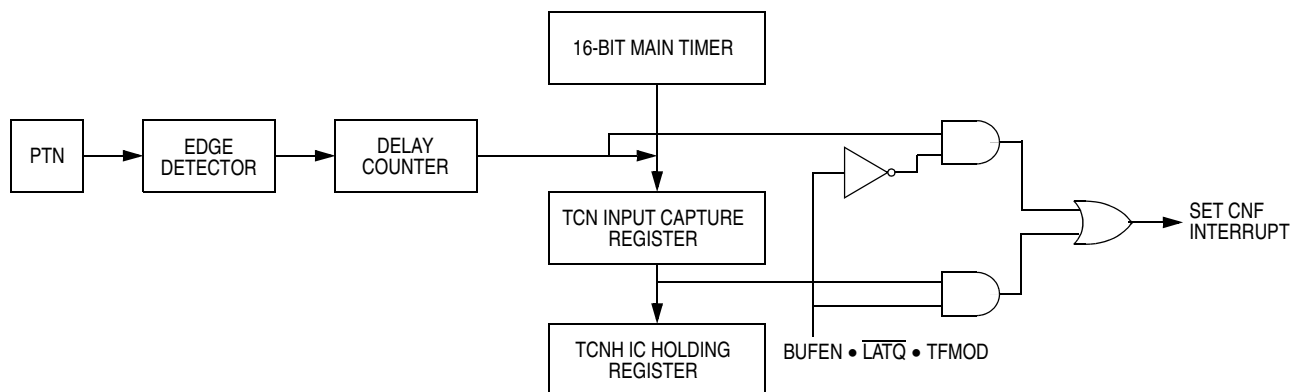 16-BIT MAIN TIMER
PTN
EDGE
DETECTOR
DELAY
COUNTER
TCN INPUT CAPTURE
REGISTER
SET CNF
INTERRUPT
TCNH IC HOLDING
REGISTER
BUFEN • L̅A̅T̅Q̅ • TFMOD